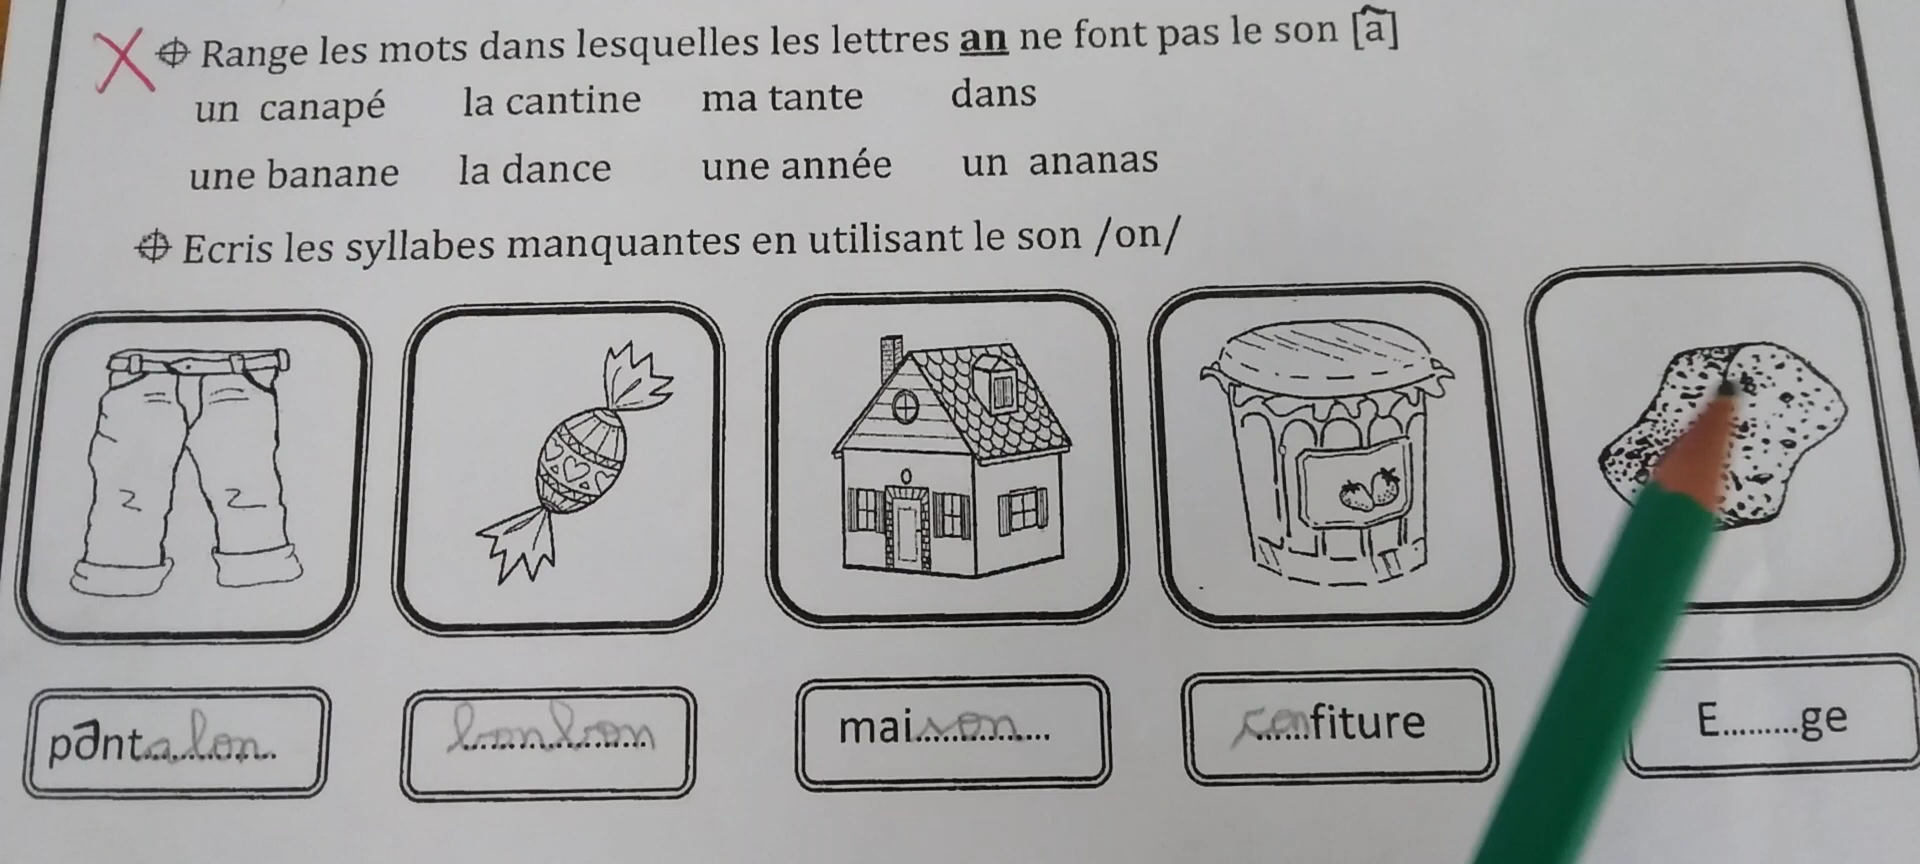 Range les mots dans lesquelles les lettres an ne font pas le son [ã]
un canapé la cantine ma tante dans
une banane la dance une année un ananas
Ecris les syllabes manquantes en utilisant le son /on/
pant alon bonbon maison confiture E.........ge